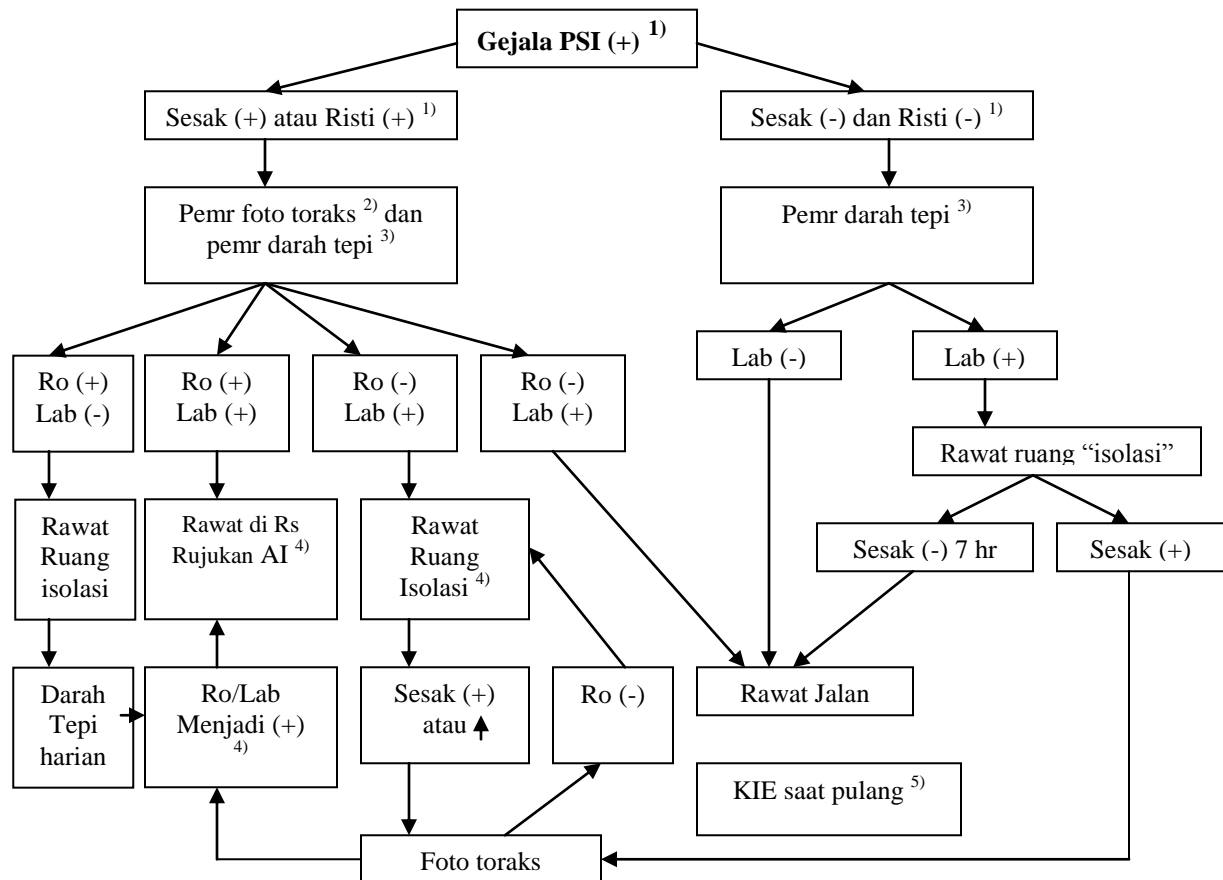 Gejala PSI (+) 1)
Sesak (+) atau Risti (+) 1)
Sesak (-) dan Risti (-) 1)
Pemr foto toraks 2) dan
pemr darah tepi 3)
Pemr darah tepi 3)
Lab (-)
Lab (+)
Ro (+)
Lab (-)
Ro (+)
Lab (+)
Ro (-)
Lab (+)
Ro (-)
Lab (+)
Rawat ruang “isolasi”
Rawat
Ruang
isolasi
Rawat di Rs
Rujukan AI 4)
Rawat
Ruang
Isolasi 4)
Sesak (-) 7 hr
Sesak (+)
Darah
Tepi
harian
Ro/Lab
Menjadi (+)
4)
Sesak (+)
atau
Ro (-)
Rawat Jalan
KIE saat pulang 5)
Foto toraks